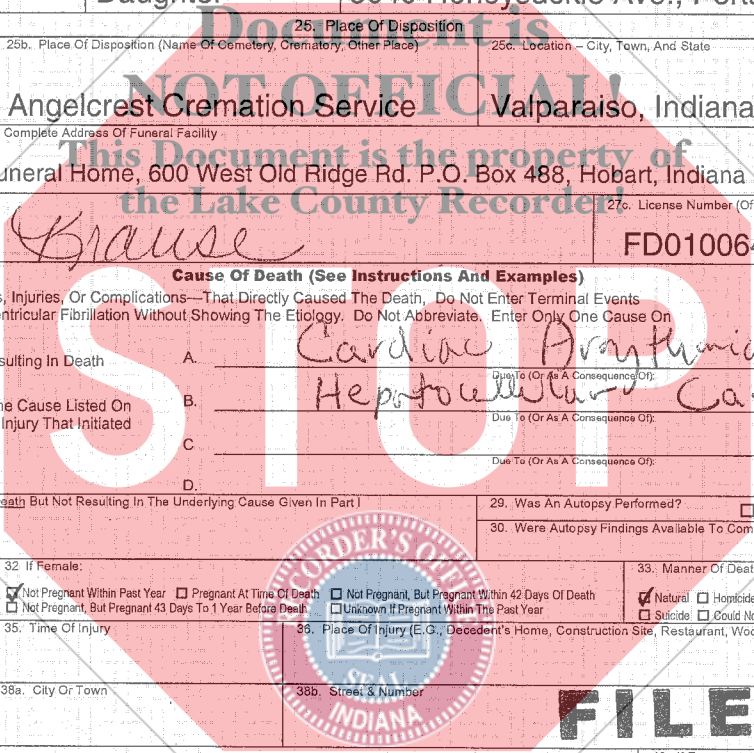 Daughter
25. Place Of Disposition
Document is
25b. Place Of Disposition (Name Of Cemetery, Crematory, Other Place) 25c. Location – City, Town, And State
NOT OFFICIAL!
Angelcrest Cremation Service Valparaiso, Indiana
Complete Address Of Funeral Facility
This Document is the property of
uneral Home, 600 West Old Ridge Rd. P.O. Box 488, Hobart, Indiana
the Lake County Recorder!
27c. License Number (Of
Krause FD01006
Cause Of Death (See Instructions And Examples)
s, Injuries, Or Complications—That Directly Caused The Death, Do Not Enter Terminal Events
entricular Fibrillation Without Showing The Etiology. Do Not Abbreviate. Enter Only One Cause On
STOP
sulting In Death A. Cardiac
Due To (Or As A Consequence Of):
ne Cause Listed On B. Ca
Injury That Initiated Due To (Or As A Consequence Of):
C
Due To (Or As A Consequence Of):
D.
eath But Not Resulting In The Underlying Cause Given In Part I 29. Was An Autopsy Performed?
30. Were Autopsy Findings Available To Com
RECORDER'S OFFICE
32 If Female: 33. Manner Of Deat
Not Pregnant Within Past Year Pregnant At Time Of Death Not Pregnant, But Pregnant Within 42 Days Of Death Natural Homicide
Not Pregnant, But Pregnant 43 Days To 1 Year Before Death Unknown If Pregnant Within The Past Year Suicide Could No
35. Time Of Injury 36. Place Of Injury (E.G., Decedent's Home, Construction Site, Restaurant, Woo
SEAL
38a. City Or Town 38b. Street & Number
INDIANA
FILE